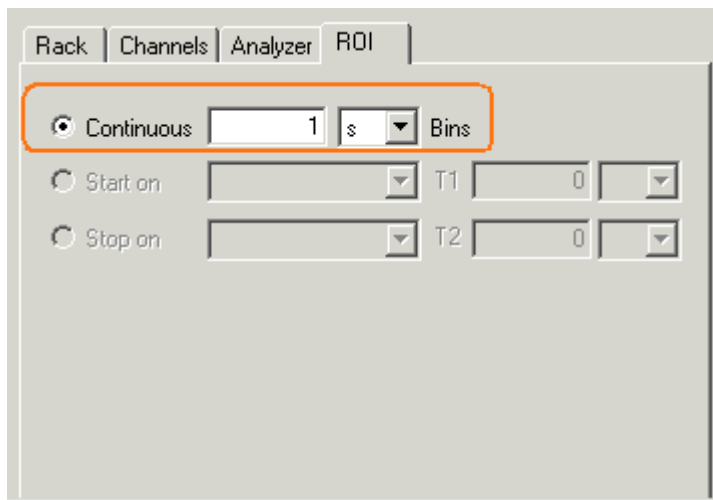 Rack Channels Analyzer ROI
Continuous 1 s Bins
Start on T1 0
Stop on T2 0